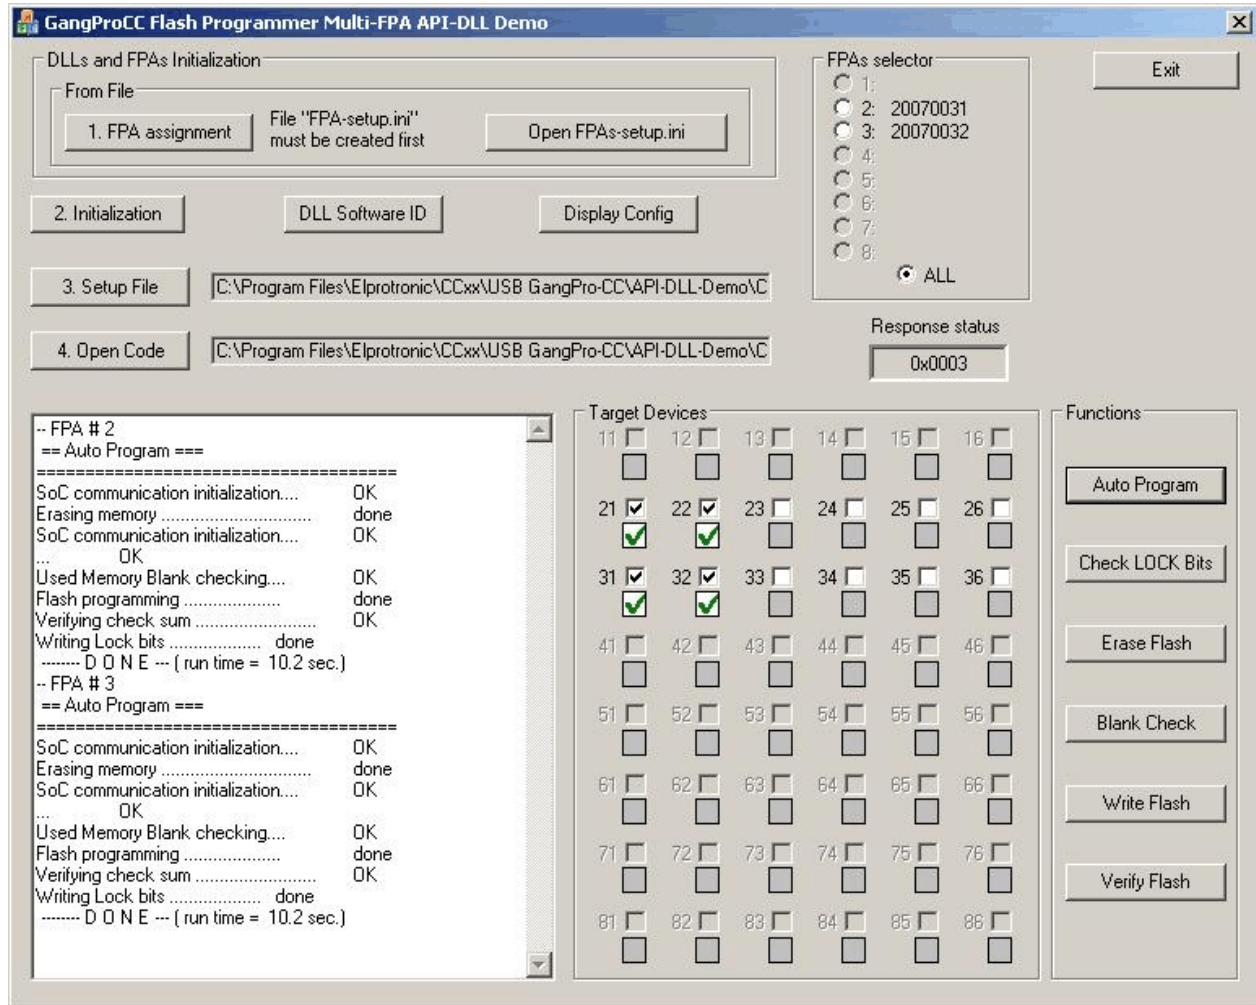 GangProCC Flash Programmer Multi-FPA API-DLL Demo
DLLs and FPAs Initialization
From File
1. FPA assignment
File "FPA-setup.ini"
must be created first
Open FPAs-setup.ini
2. Initialization
DLL Software ID
Display Config
3. Setup File
C:\Program Files\Elprotronic\CCxx\USB GangPro-CC\API-DLL-Demo\C
4. Open Code
C:\Program Files\Elprotronic\CCxx\USB GangPro-CC\API-DLL-Demo\C
FPAs selector
1:
2: 20070031
3: 20070032
4:
5:
6:
7:
8:
ALL
Exit
Response status
0x0003
-- FPA # 2
== Auto Program ===
=====================================
SoC communication initialization.... OK
Erasing memory ............................... done
SoC communication initialization.... OK
... OK
Used Memory Blank checking.... OK
Flash programming .................... done
Verifying check sum ......................... OK
Writing Lock bits ................... done
-------- D O N E --- ( run time = 10.2 sec.)
-- FPA # 3
== Auto Program ===
=====================================
SoC communication initialization.... OK
Erasing memory ............................... done
SoC communication initialization.... OK
... OK
Used Memory Blank checking.... OK
Flash programming .................... done
Verifying check sum ......................... OK
Writing Lock bits ................... done
-------- D O N E --- ( run time = 10.2 sec.)
Target Devices
11 12 13 14 15 16
21 22 23 24 25 26
31 32 33 34 35 36
41 42 43 44 45 46
51 52 53 54 55 56
61 62 63 64 65 66
71 72 73 74 75 76
81 82 83 84 85 86
Functions
Auto Program
Check LOCK Bits
Erase Flash
Blank Check
Write Flash
Verify Flash